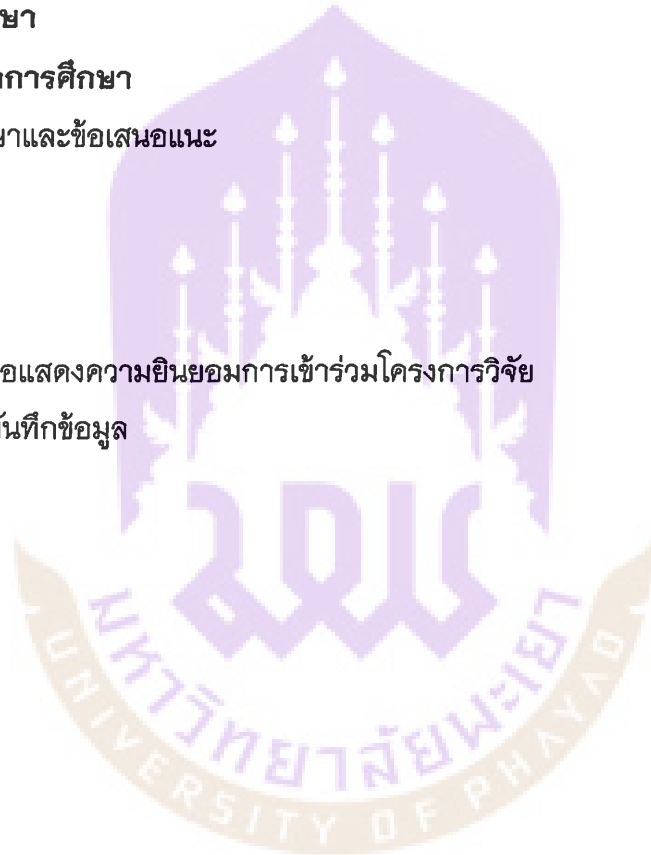 ษา
งการศึกษา
ษาและข้อเสนอแนะ
อแสดงความยินยอมการเข้าร่วมโครงการวิจัย
ันทึกข้อมูล
มพ
มหาวิทยาลัยพะเยา
UNIVERSITY OF PHAYAO